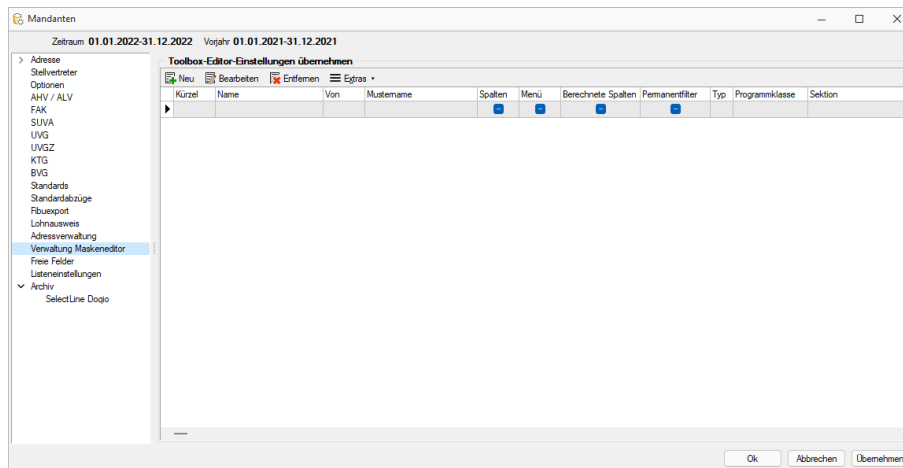 Mandanten
Zeitraum 01.01.2022-31.12.2022 Vorjahr 01.01.2021-31.12.2021
Adresse
Stellvertreter
Optionen
AHV / ALV
FAK
SUVA
UVG
UVGZ
KTG
BVG
Standards
Standardabzüge
Fibuexport
Lohnausweis
Adressverwaltung
Verwaltung Maskeneditor
Freie Felder
Listeneinstellungen
Archiv
SelectLine Doqio
Toolbox-Editor-Einstellungen übernehmen
Neu Bearbeiten Entfernen Extras
Kürzel Name Von Mustername Spalten Menü Berechnete Spalten Permanentfilter Typ Programmklasse Sektion
Ok Abbrechen Übernehmen